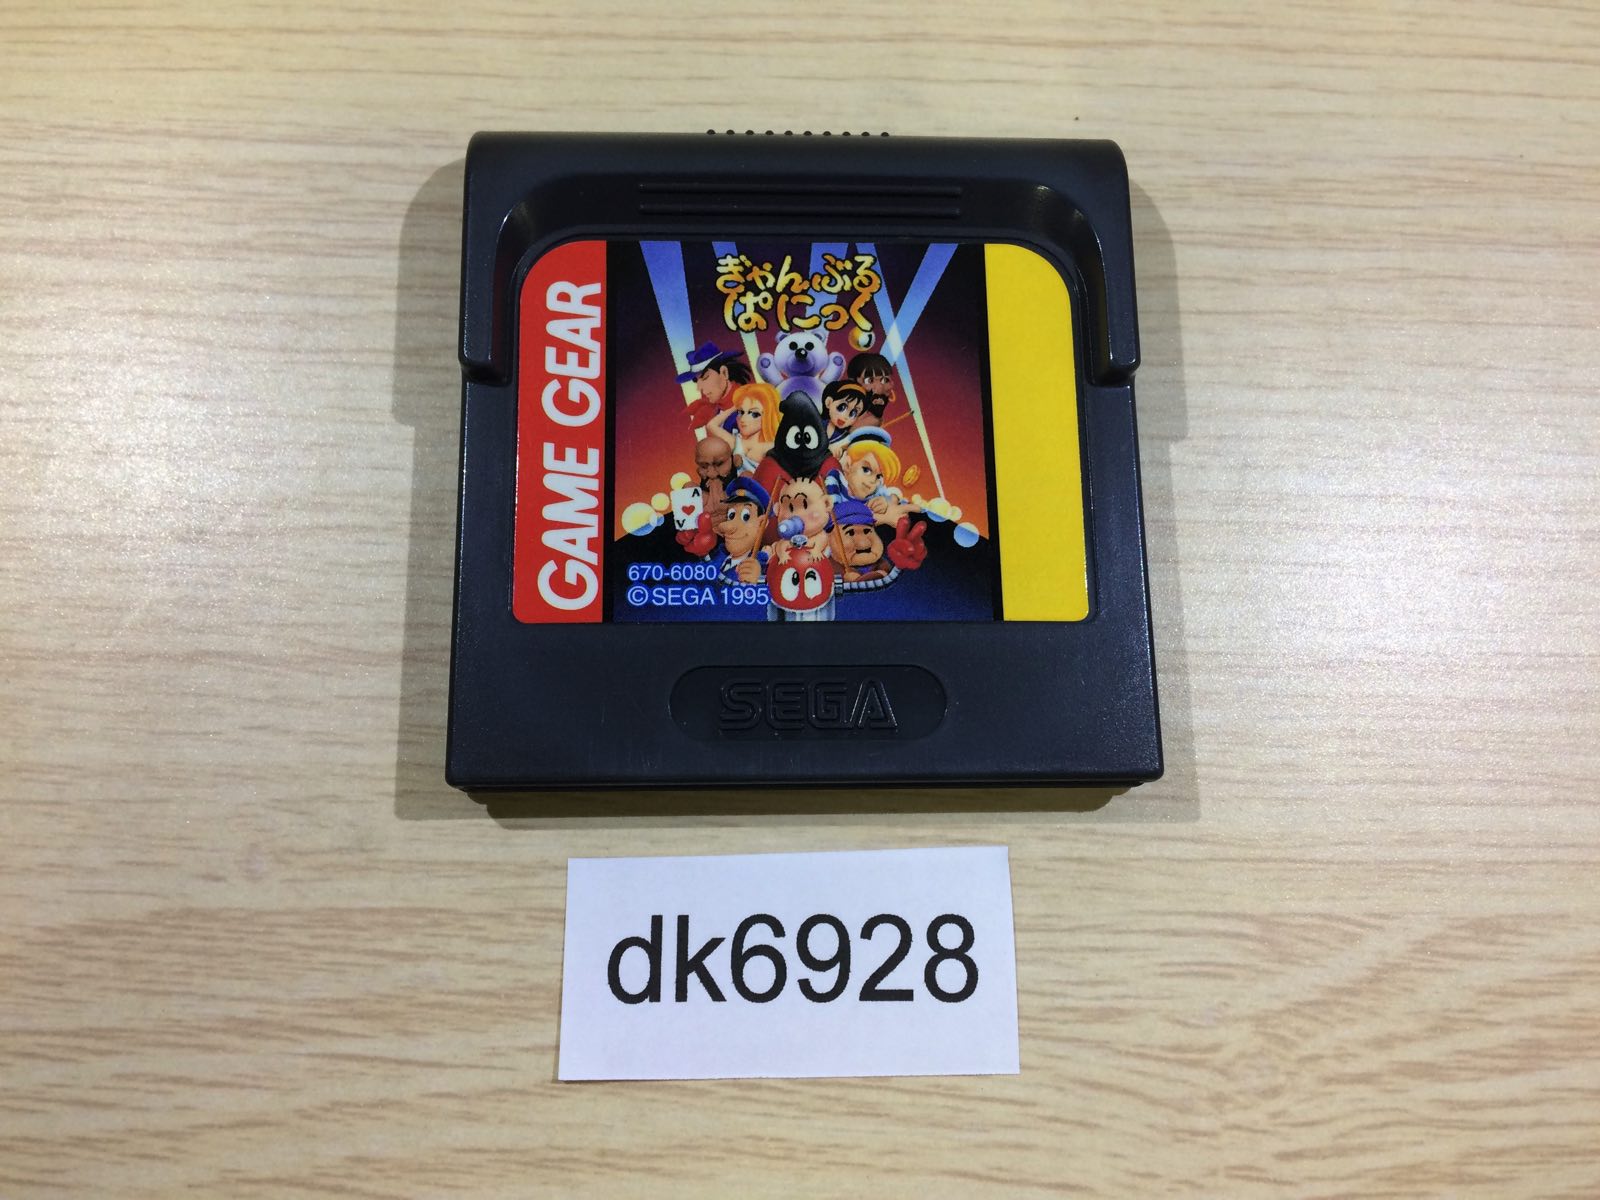 GAME GEAR
ぎゃんぶる
ぱにっく
A
670-6080
© SEGA 1995
SEGA
dk6928